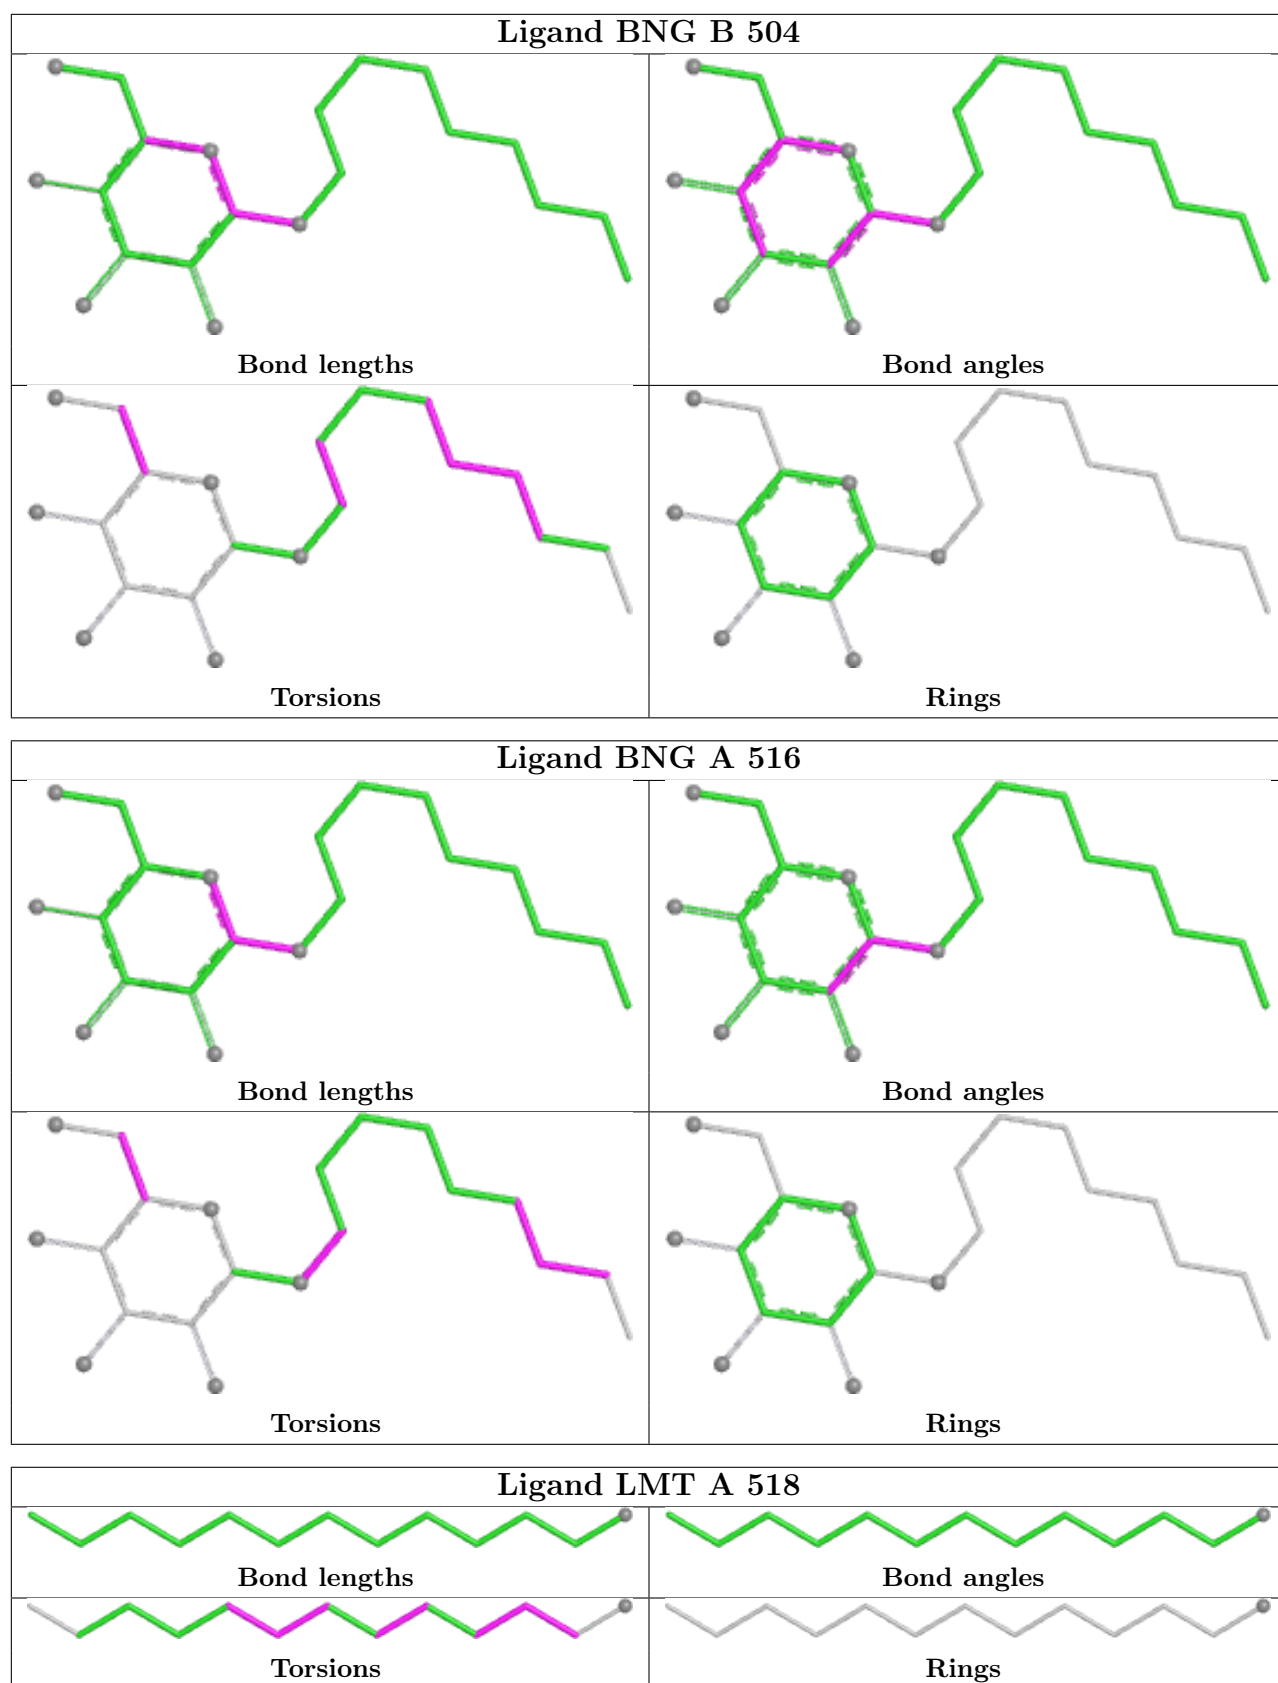 Ligand BNG B 504
Bond lengths
Bond angles
Torsions
Rings
Ligand BNG A 516
Bond lengths
Bond angles
Torsions
Rings
Ligand LMT A 518
Bond lengths
Bond angles
Torsions
Rings